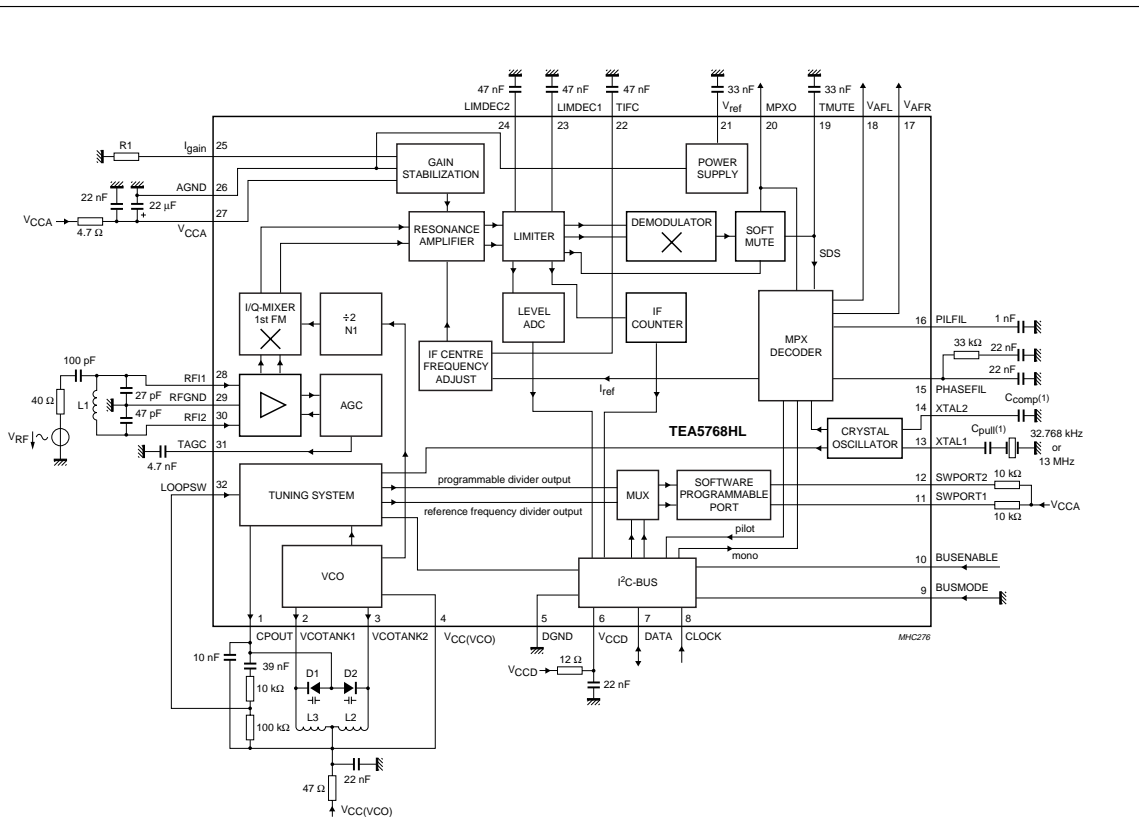 47 nF 47 nF 47 nF 33 nF 33 nF
LIMDEC2 LIMDEC1 TIFC Vref MPXO TMUTE VAFL VAFR
24 23 22 21 20 19 18 17
R1 Igain 25
GAIN
STABILIZATION
POWER
SUPPLY
AGND 26
22 nF 22 μF
+
VCCA 27
4.7 Ω VCCA
RESONANCE
AMPLIFIER
LIMITER
DEMODULATOR
SOFT
MUTE
SDS
I/Q-MIXER
1st FM
÷2
N1
LEVEL
ADC
IF
COUNTER
MPX
DECODER
16 PILFIL 1 nF
33 kΩ
22 nF
22 nF
15 PHASEFIL
IF CENTRE
FREQUENCY
ADJUST
Iref
100 pF
RFI1 28
40 Ω L1 27 pF RFGND 29
47 pF
RFI2 30
VRF
TAGC 31
4.7 nF
AGC
TEA5768HL
Ccomp(1)
14 XTAL2
CRYSTAL
OSCILLATOR
Cpull(1)
13 XTAL1
32.768 kHz
or
13 MHz
LOOPSW 32
TUNING SYSTEM
programmable divider output
reference frequency divider output
MUX
SOFTWARE
PROGRAMMABLE
PORT
12 SWPORT2 10 kΩ
11 SWPORT1 10 kΩ
VCCA
pilot
mono
VCO
I2C-BUS
10 BUSENABLE
9 BUSMODE
1 2 3 4 5 6 7 8
CPOUT VCOTANK1 VCOTANK2 VCC(VCO) DGND VCCD DATA CLOCK
MHC276
10 nF
39 nF
10 kΩ
100 kΩ
D1 D2
L3 L2
VCCD 12 Ω
22 nF
22 nF
47 Ω
VCC(VCO)